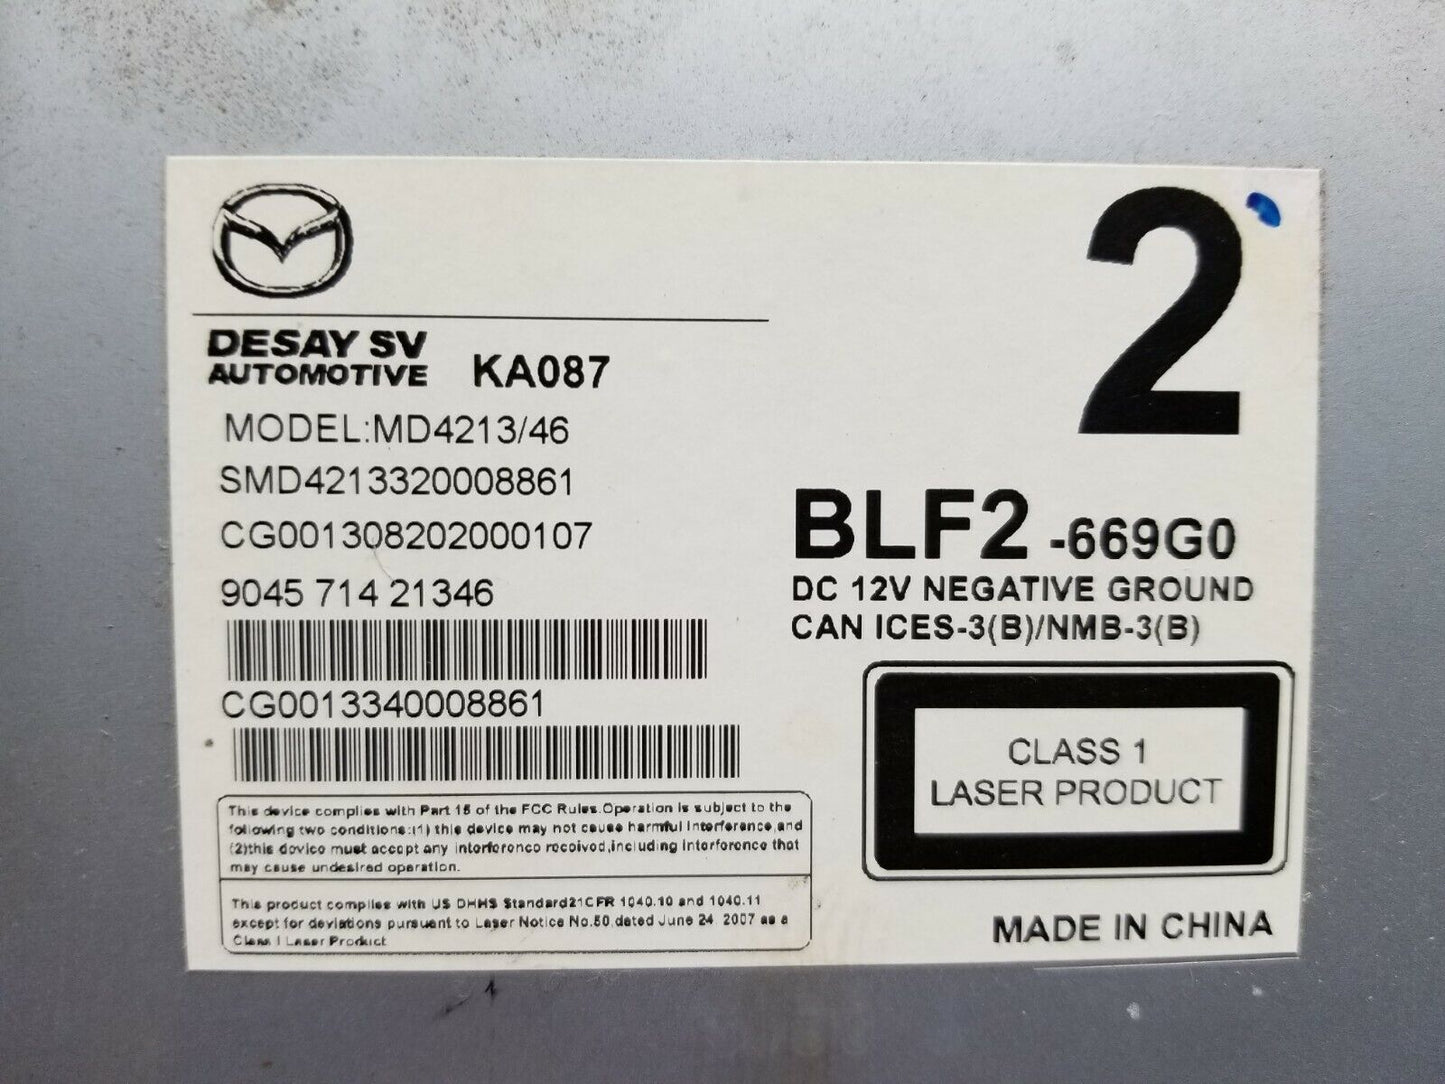 2
DESAY SV
AUTOMOTIVE KA087
MODEL:MD4213/46
SMD4213320008861
CG001308202000107
9045 714 21346
CG0013340008861
BLF2 -669G0
DC 12V NEGATIVE GROUND
CAN ICES-3(B)/NMB-3(B)
CLASS 1
LASER PRODUCT
This device complies with Part 15 of the FCC Rules.Operation is subject to the
following two conditions:(1) this device may not cause harmful interference,and
(2)this device must accept any interference received,including interference that
may cause undesired operation.
This product complies with US DHHS Standard21CFR 1040.10 and 1040.11
except for deviations pursuant to Laser Notice No.50,dated June 24, 2007 as a
Class 1 Laser Product
MADE IN CHINA